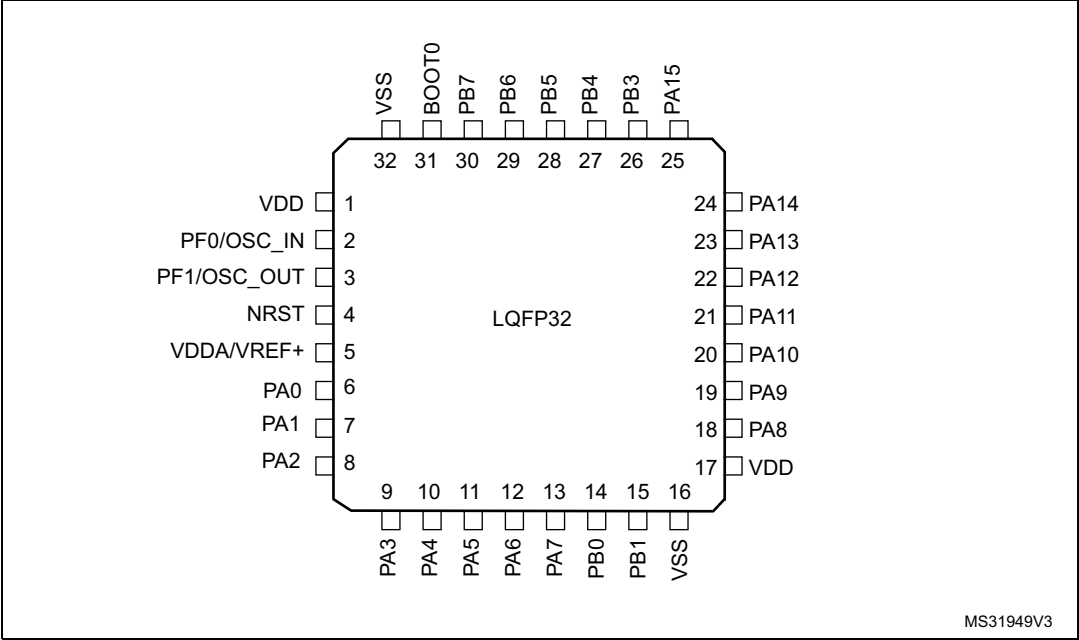 VSS
BOOT0
PB7
PB6
PB5
PB4
PB3
PA15
32 31 30 29 28 27 26 25
VDD 1 24 PA14
PF0/OSC_IN 2 23 PA13
PF1/OSC_OUT 3 22 PA12
NRST 4 LQFP32 21 PA11
VDDA/VREF+ 5 20 PA10
PA0 6 19 PA9
PA1 7 18 PA8
PA2 8 17 VDD
9 10 11 12 13 14 15 16
PA3
PA4
PA5
PA6
PA7
PB0
PB1
VSS
MS31949V3